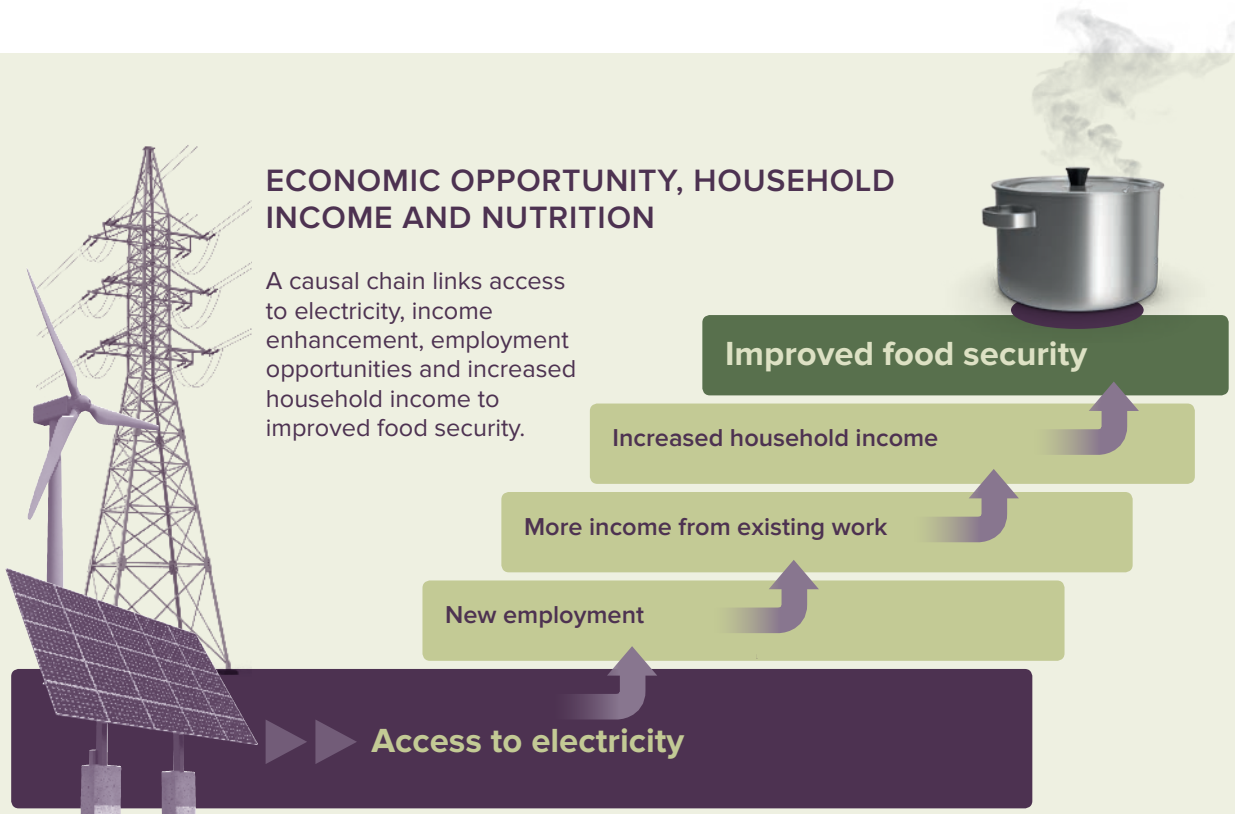 ECONOMIC OPPORTUNITY, HOUSEHOLD
INCOME AND NUTRITION
A causal chain links access
to electricity, income
enhancement, employment
opportunities and increased
household income to
improved food security.
Improved food security
Increased household income
More income from existing work
New employment
Access to electricity